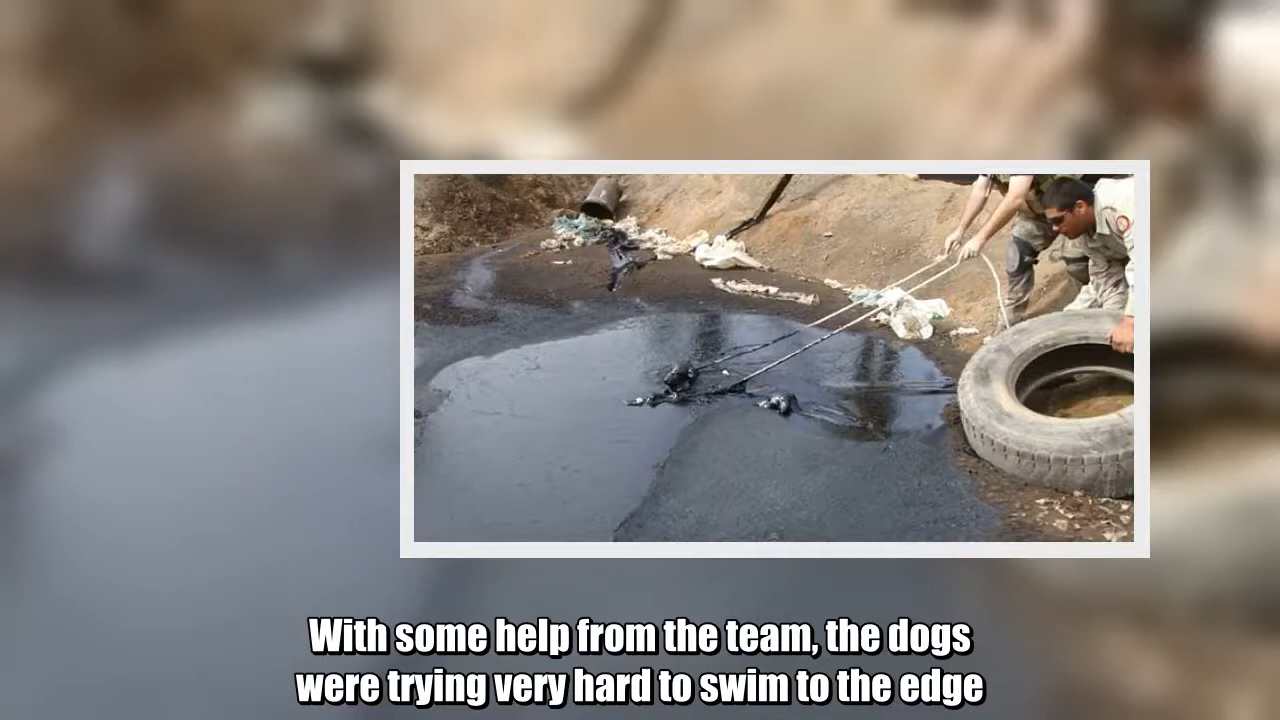 With some help from the team, the dogs
were trying very hard to swim to the edge